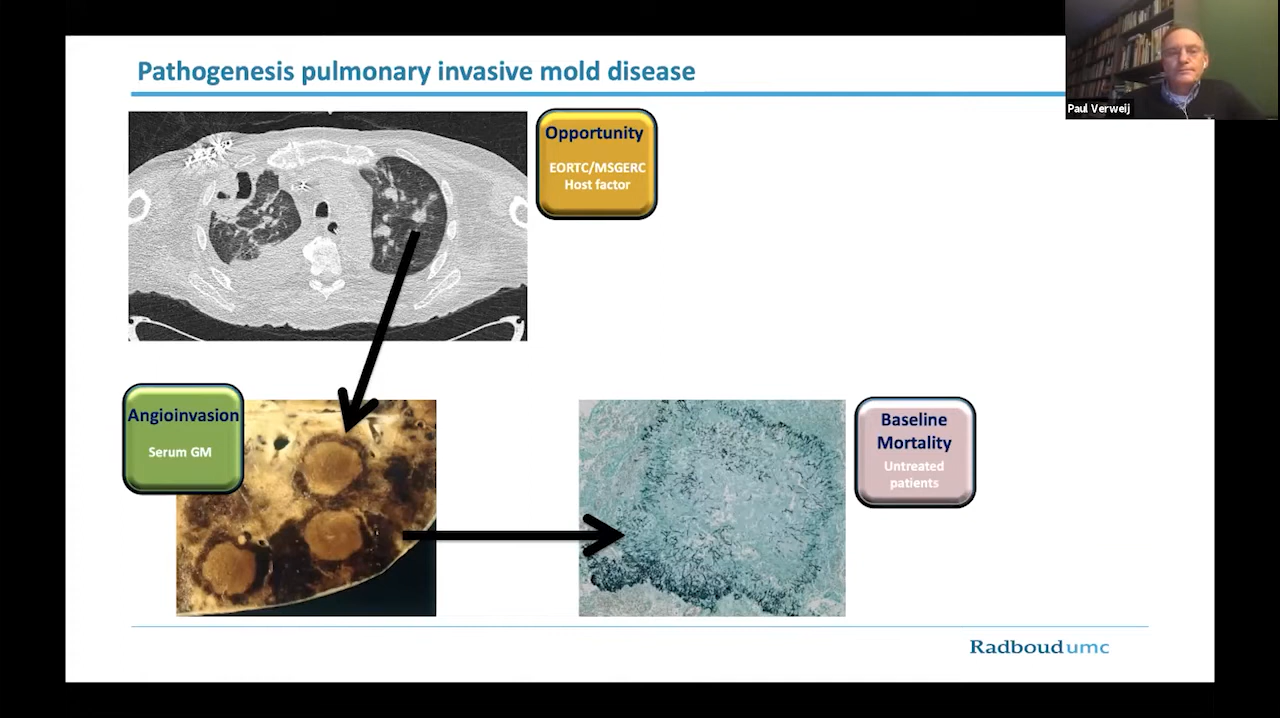 Pathogenesis pulmonary invasive mold disease
Paul Verweij
Opportunity
EORTC/MSGERC
Host factor
Angioinvasion
Serum GM
Baseline
Mortality
Untreated
patients
Radboudumc